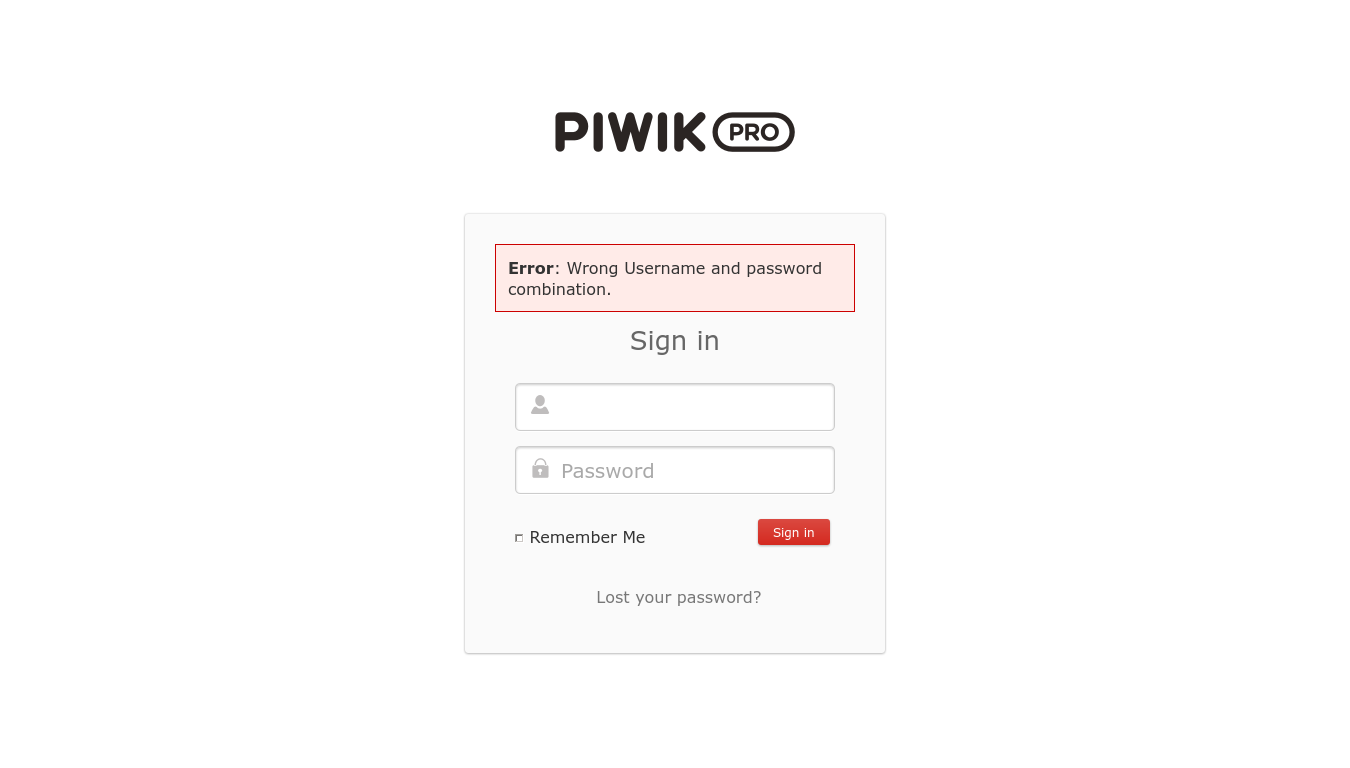 PIWIK PRO
Error: Wrong Username and password
combination.
Sign in
Password
Remember Me
Sign in
Lost your password?